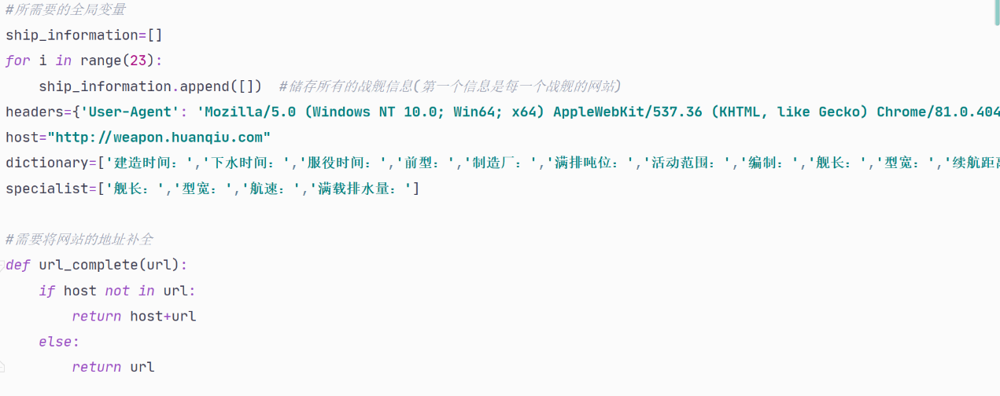 #所需要的全局变量
ship_information=[]
for i in range(23):
    ship_information.append([])  #储存所有的战舰信息(第一个信息是每一个战舰的网站)
headers={'User-Agent': 'Mozilla/5.0 (Windows NT 10.0; Win64; x64) AppleWebKit/537.36 (KHTML, like Gecko) Chrome/81.0.404
host="http://weapon.huanqiu.com"
dictionary=['建造时间：','下水时间：','服役时间：','前型：','制造厂：','满排吨位：','活动范围：','编制：','舰长：','型宽：','续航距离
specialist=['舰长：','型宽：','航速：','满载排水量：']
#需要将网站的地址补全
def url_complete(url):
    if host not in url:
        return host+url
    else:
        return url